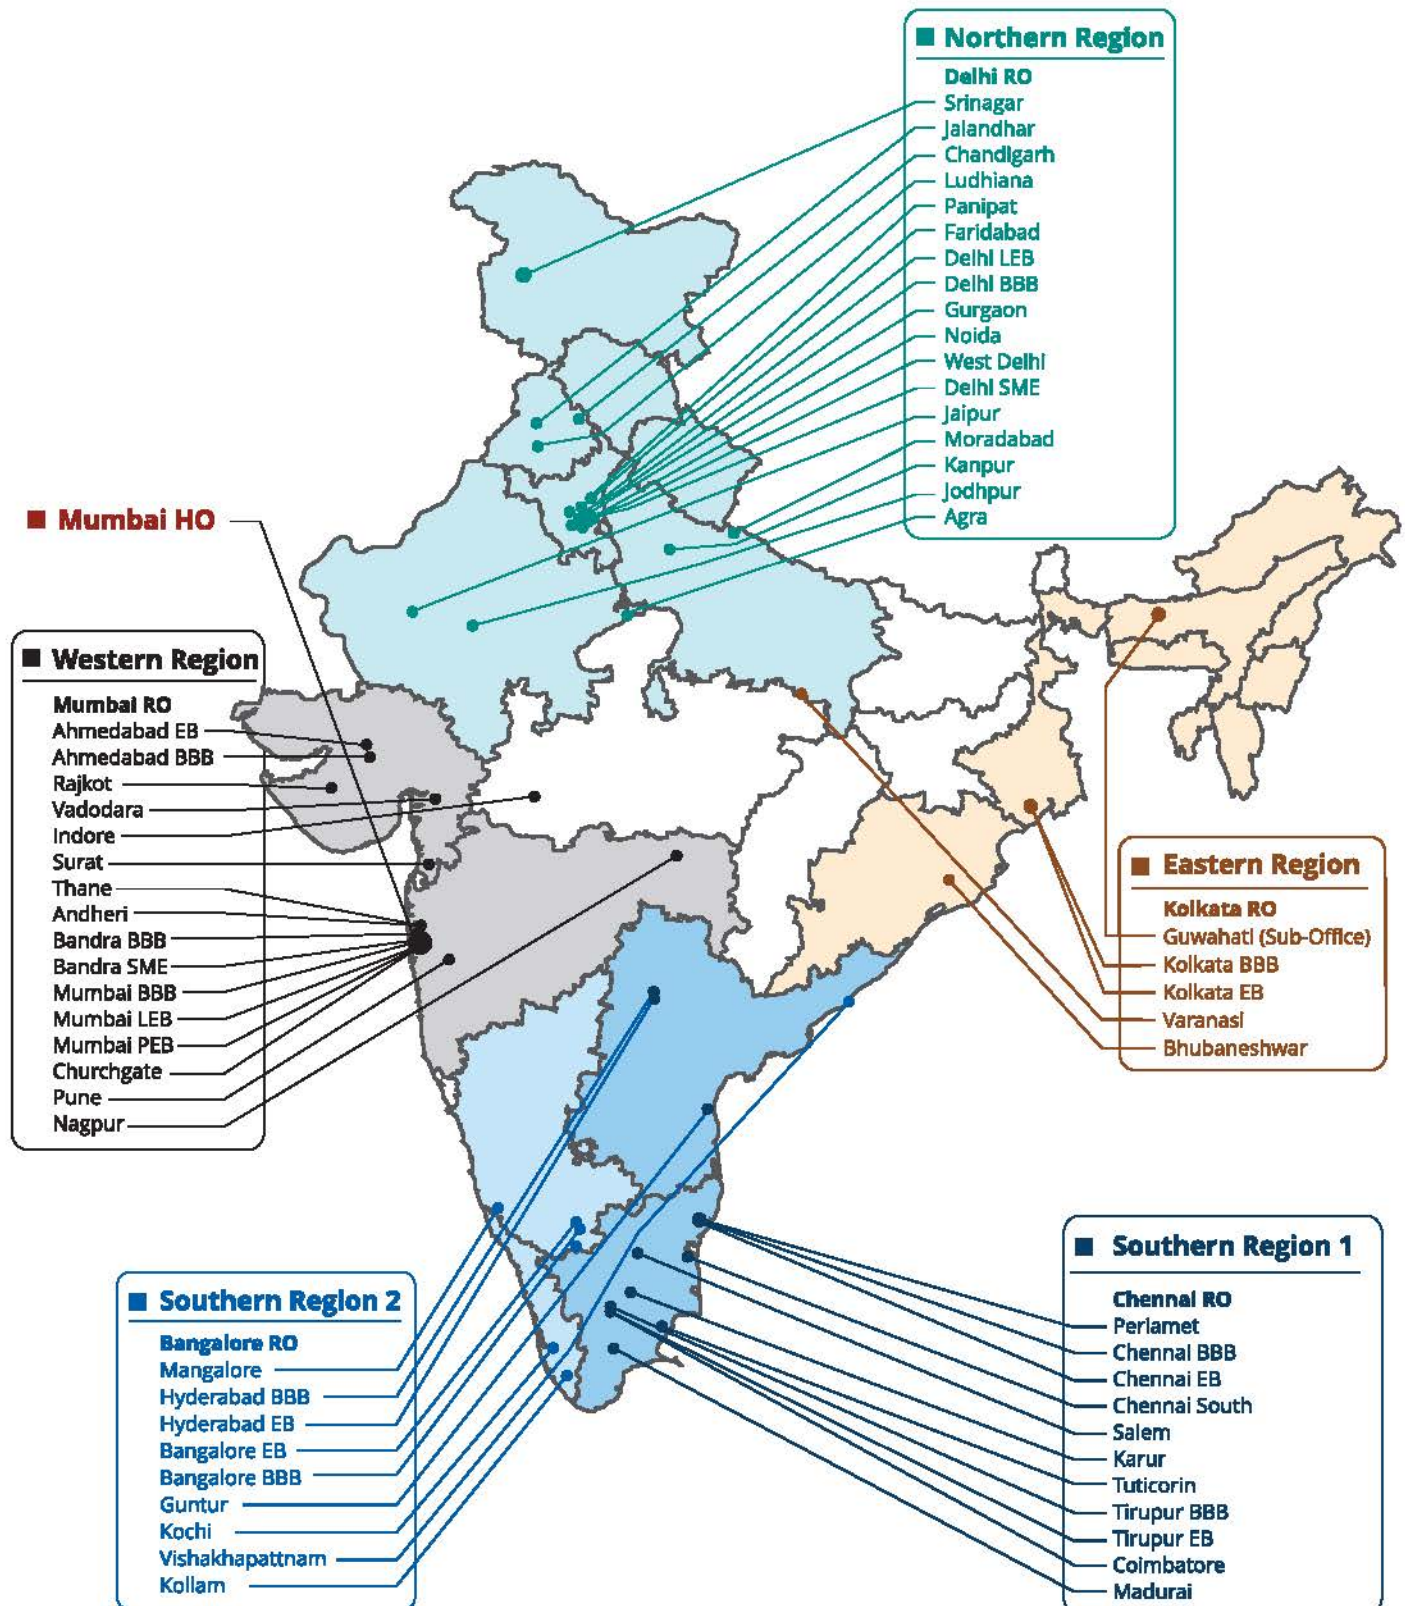 Northern Region
Delhi RO
Srinagar
Jalandhar
Chandigarh
Ludhiana
Panipat
Faridabad
Delhi LEB
Delhi BBB
Gurgaon
Noida
West Delhi
Delhi SME
Jaipur
Moradabad
Kanpur
Jodhpur
Agra
Mumbai HO
Western Region
Mumbai RO
Ahmedabad EB
Ahmedabad BBB
Rajkot
Vadodara
Indore
Surat
Thane
Andheri
Bandra BBB
Bandra SME
Mumbai BBB
Mumbai LEB
Mumbai PEB
Churchgate
Pune
Nagpur
Eastern Region
Kolkata RO
Guwahati (Sub-Office)
Kolkata BBB
Kolkata EB
Varanasi
Bhubaneshwar
Southern Region 2
Bangalore RO
Mangalore
Hyderabad BBB
Hyderabad EB
Bangalore EB
Bangalore BBB
Guntur
Kochi
Vishakhapattnam
Kollam
Southern Region 1
Chennai RO
Periamet
Chennai BBB
Chennai EB
Chennai South
Salem
Karur
Tuticorin
Tirupur BBB
Tirupur EB
Coimbatore
Madurai